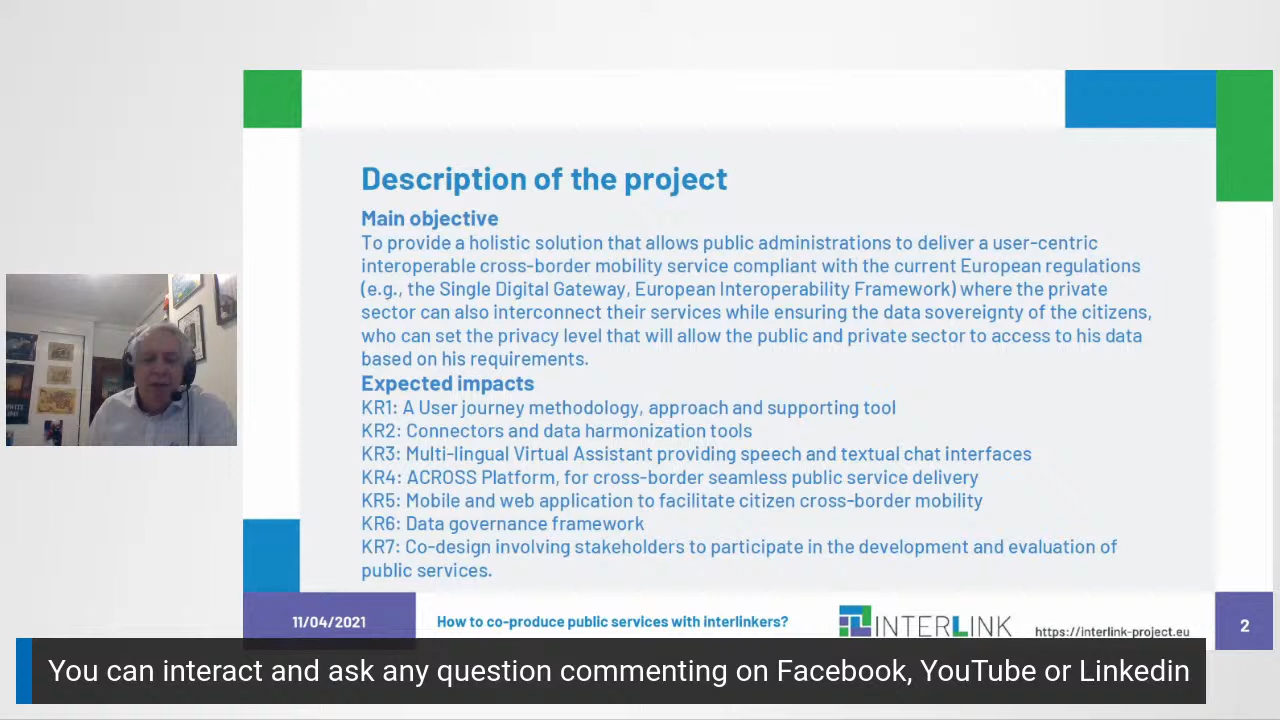 Description of the project
Main objective
To provide a holistic solution that allows public administrations to deliver a user-centric
interoperable cross-border mobility service compliant with the current European regulations
(e.g., the Single Digital Gateway, European Interoperability Framework) where the private
sector can also interconnect their services while ensuring the data sovereignty of the citizens,
who can set the privacy level that will allow the public and private sector to access to his data
based on his requirements.
Expected impacts
KR1: A User journey methodology, approach and supporting tool
KR2: Connectors and data harmonization tools
KR3: Multi-lingual Virtual Assistant providing speech and textual chat interfaces
KR4: ACROSS Platform, for cross-border seamless public service delivery
KR5: Mobile and web application to facilitate citizen cross-border mobility
KR6: Data governance framework
KR7: Co-design involving stakeholders to participate in the development and evaluation of
public services.
11/04/2021
How to co-produce public services with interlinkers?
INTERLINK
https://interlink-project.eu
2
You can interact and ask any question commenting on Facebook, YouTube or Linkedin